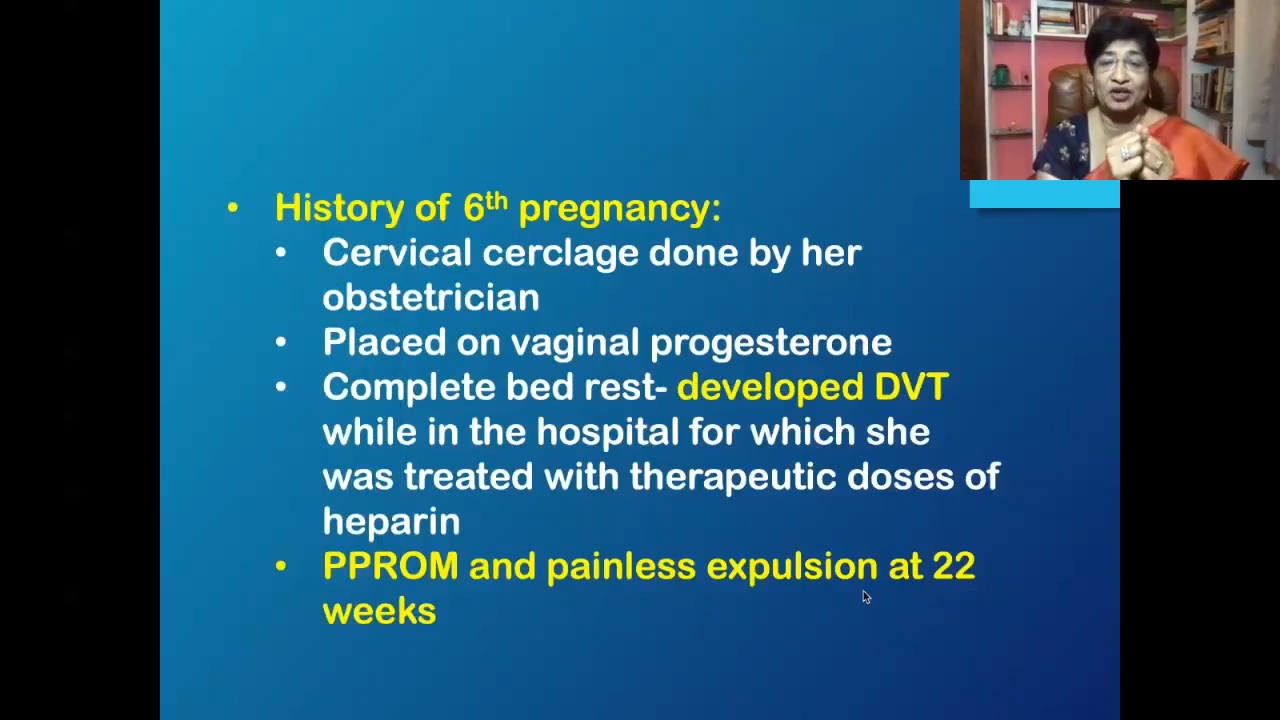 • History of 6th pregnancy:
• Cervical cerclage done by her
obstetrician
• Placed on vaginal progesterone
• Complete bed rest- developed DVT
while in the hospital for which she
was treated with therapeutic doses of
heparin
• PPROM and painless expulsion at 22
weeks